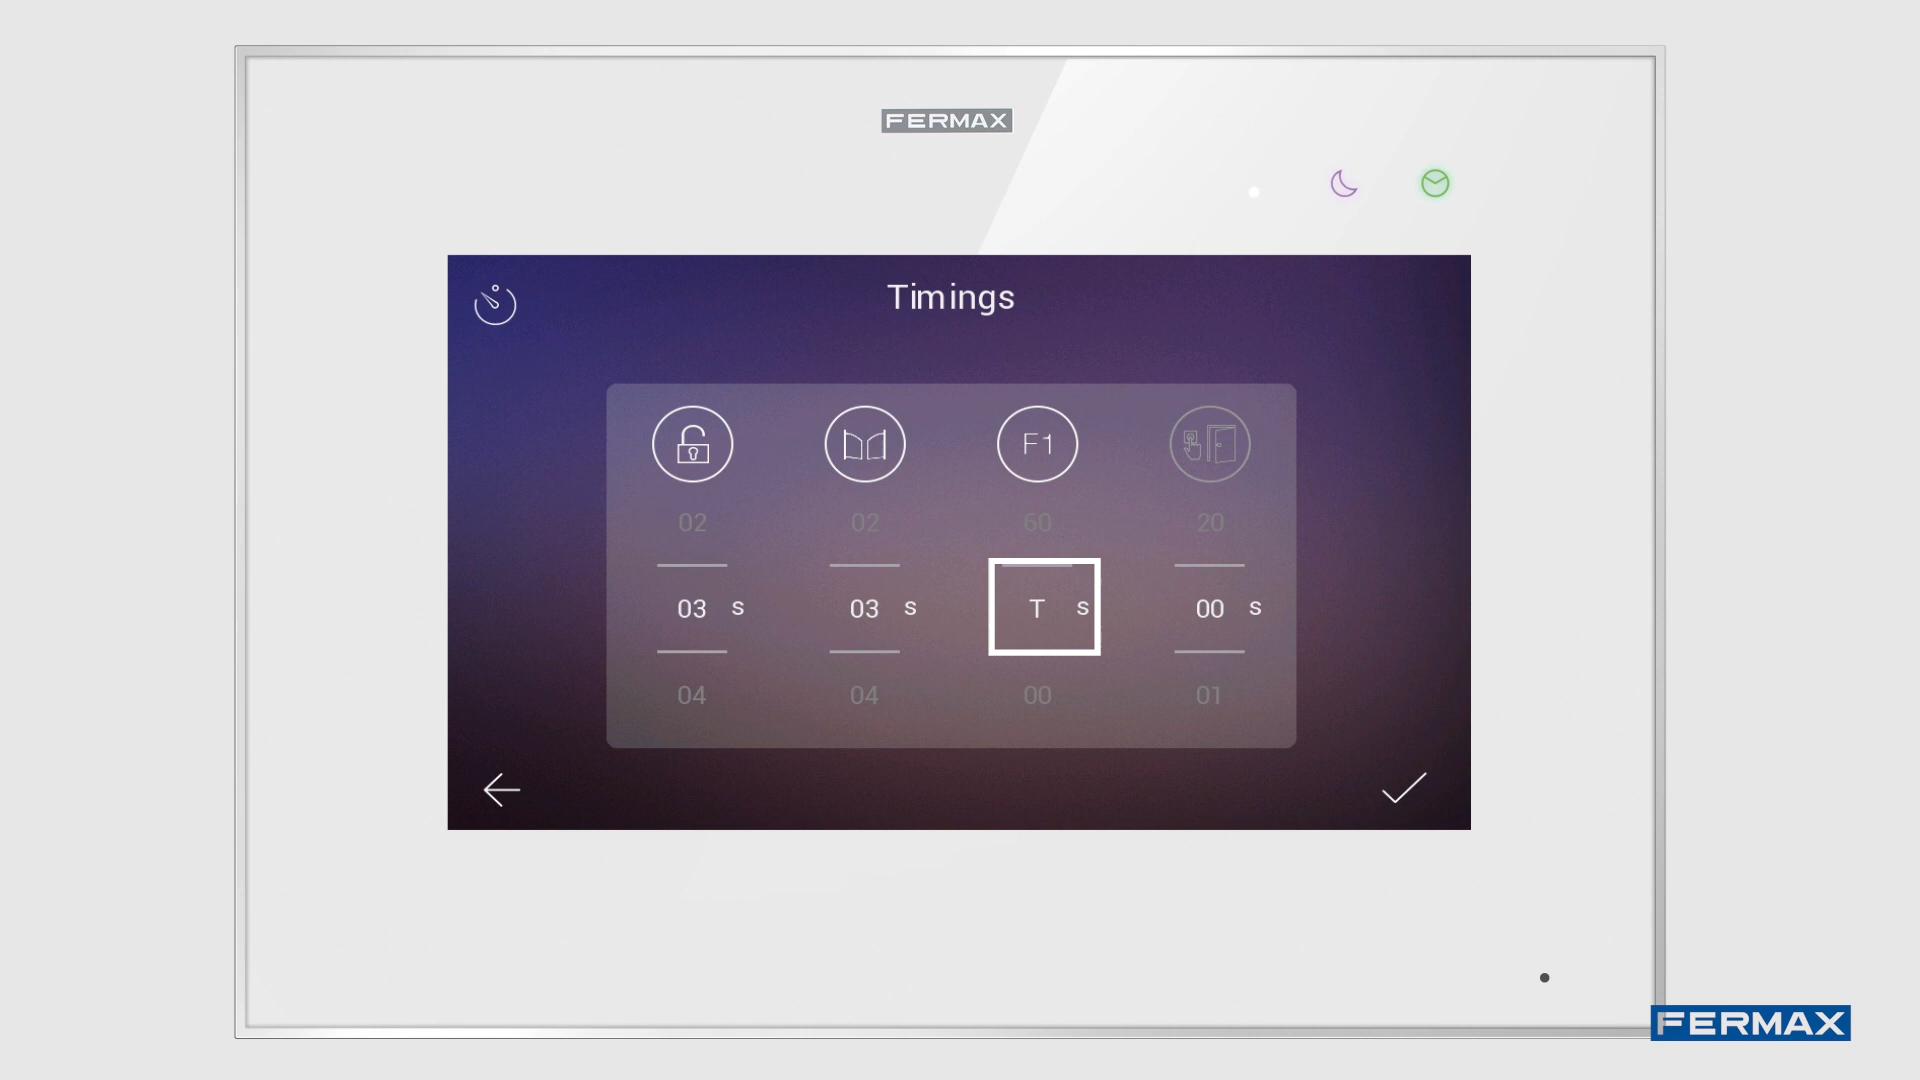 FERMAX
Timings
F1
02 02 60 20
03 s 03 s T s 00 s
04 04 00 01
FERMAX